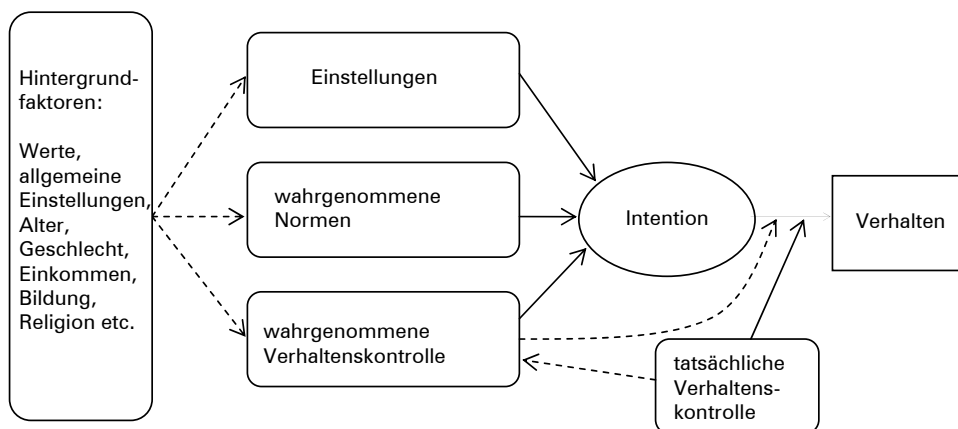 Hintergrund-
faktoren:
Werte,
allgemeine
Einstellungen,
Alter,
Geschlecht,
Einkommen,
Bildung,
Religion etc.
Einstellungen
wahrgenommene
Normen
wahrgenommene
Verhaltenskontrolle
Intention
Verhalten
tatsächliche
Verhaltens-
kontrolle